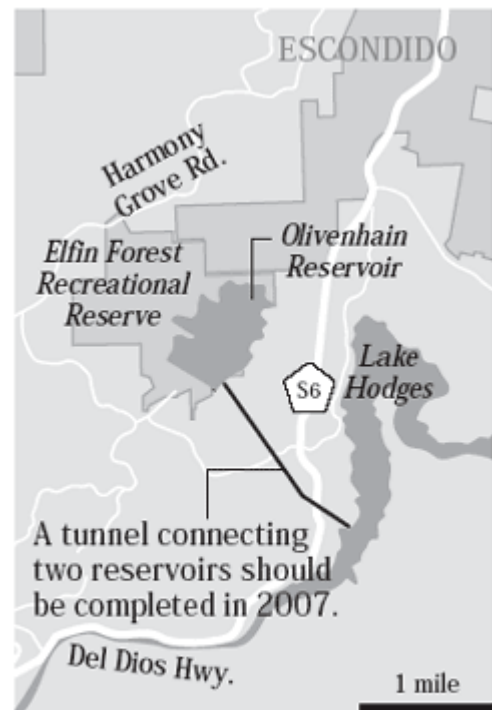 ESCONDIDO
Harmony
Grove Rd.
Elfin Forest
Recreational
Reserve
Olivenhain
Reservoir
Lake
Hodges
S6
A tunnel connecting
two reservoirs should
be completed in 2007.
Del Dios Hwy.
1 mile